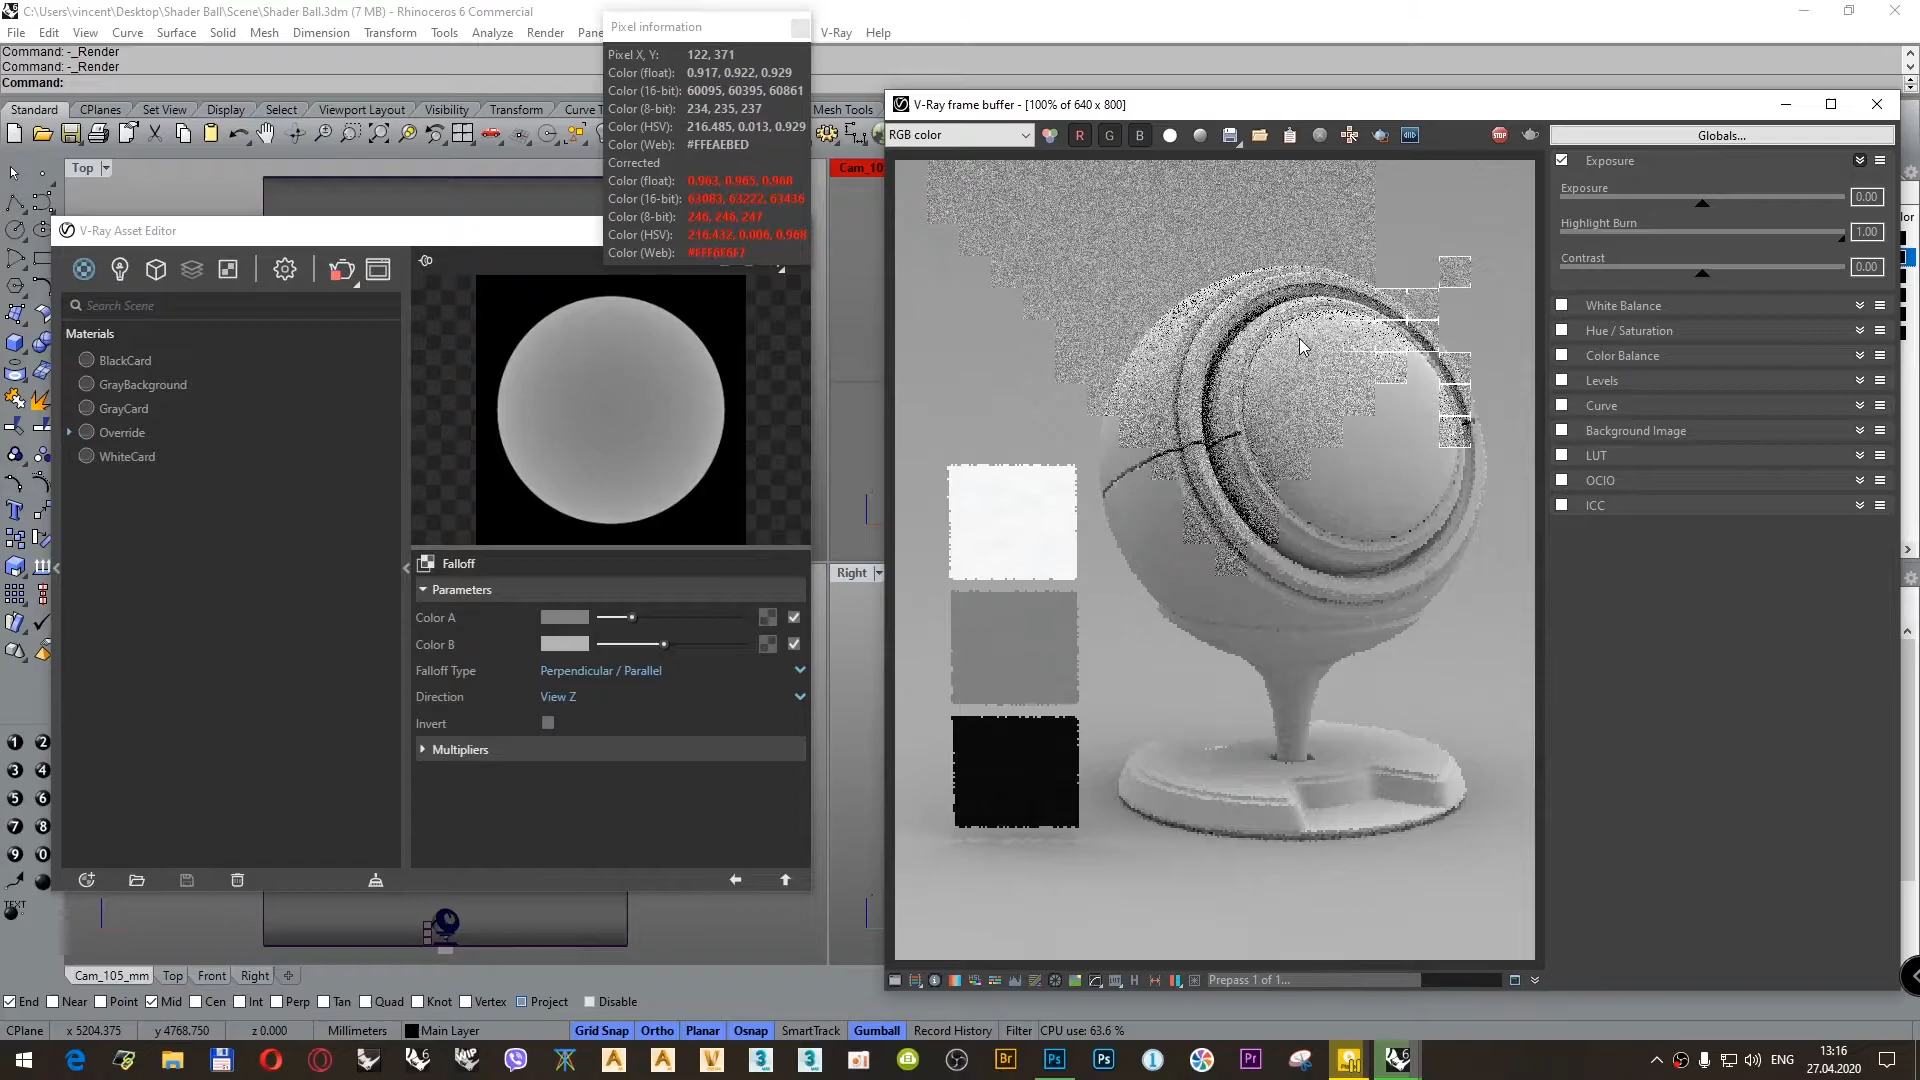 C:\Users\vincent\Desktop\Shader Ball\Scene\Shader Ball.3dm (7 MB) - Rhinoceros 6 Commercial
File Edit View Curve Surface Solid Mesh Dimension Transform Tools Analyze Render Pane V-Ray Help
Command: -_Render
Command: -_Render
Command:
Standard CPlanes Set View Display Select Viewport Layout Visibility Transform Curve T Mesh Tools
Pixel information
Pixel X, Y: 122, 371
Color (float): 0.917, 0.922, 0.929
Color (16-bit): 60095, 60395, 60861
Color (8-bit): 234, 235, 237
Color (HSV): 216.485, 0.013, 0.929
Color (Web): #FFEAEBED
Corrected
Color (float): 0.963, 0.965, 0.968
Color (16-bit): 63083, 63222, 63436
Color (8-bit): 246, 246, 247
Color (HSV): 216.432, 0.006, 0.968
Color (Web): #FFF6F6F7
Top
Cam_10
V-Ray Asset Editor
Search Scene
Materials
BlackCard
GrayBackground
GrayCard
Override
WhiteCard
Falloff
Parameters
Color A
Color B
Falloff Type Perpendicular / Parallel
Direction View Z
Invert
Multipliers
Right
V-Ray frame buffer - [100% of 640 x 800]
RGB color
R G B
STOP
Globals...
Exposure
Exposure 0.00
Highlight Burn 1.00
Contrast 0.00
White Balance
Hue / Saturation
Color Balance
Levels
Curve
Background Image
LUT
OCIO
ICC
lor
Prepass 1 of 1...
TEXT
Cam_105_mm Top Front Right
End Near Point Mid Cen Int Perp Tan Quad Knot Vertex Project Disable
CPlane x 5204.375 y 4768.750 z 0.000 Millimeters Main Layer Grid Snap Ortho Planar Osnap SmartTrack Gumball Record History Filter CPU use: 63.6 %
ENG
13:16
27.04.2020